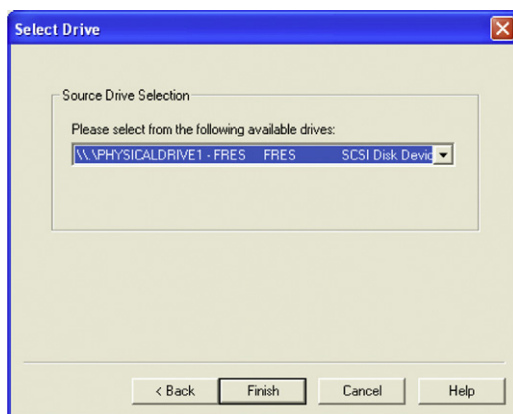 Select Drive
Source Drive Selection
Please select from the following available drives:
\\.\PHYSICALDRIVE1 - FRES FRES SCSI Disk Devic
< Back Finish Cancel Help